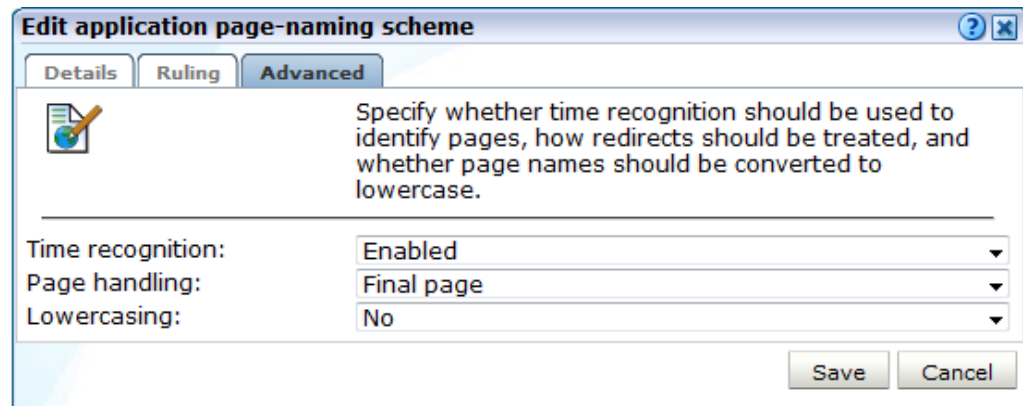 Edit application page-naming scheme
?
Details Ruling Advanced
Specify whether time recognition should be used to
identify pages, how redirects should be treated, and
whether page names should be converted to
lowercase.
Time recognition: Enabled
Page handling: Final page
Lowercasing: No
Save Cancel